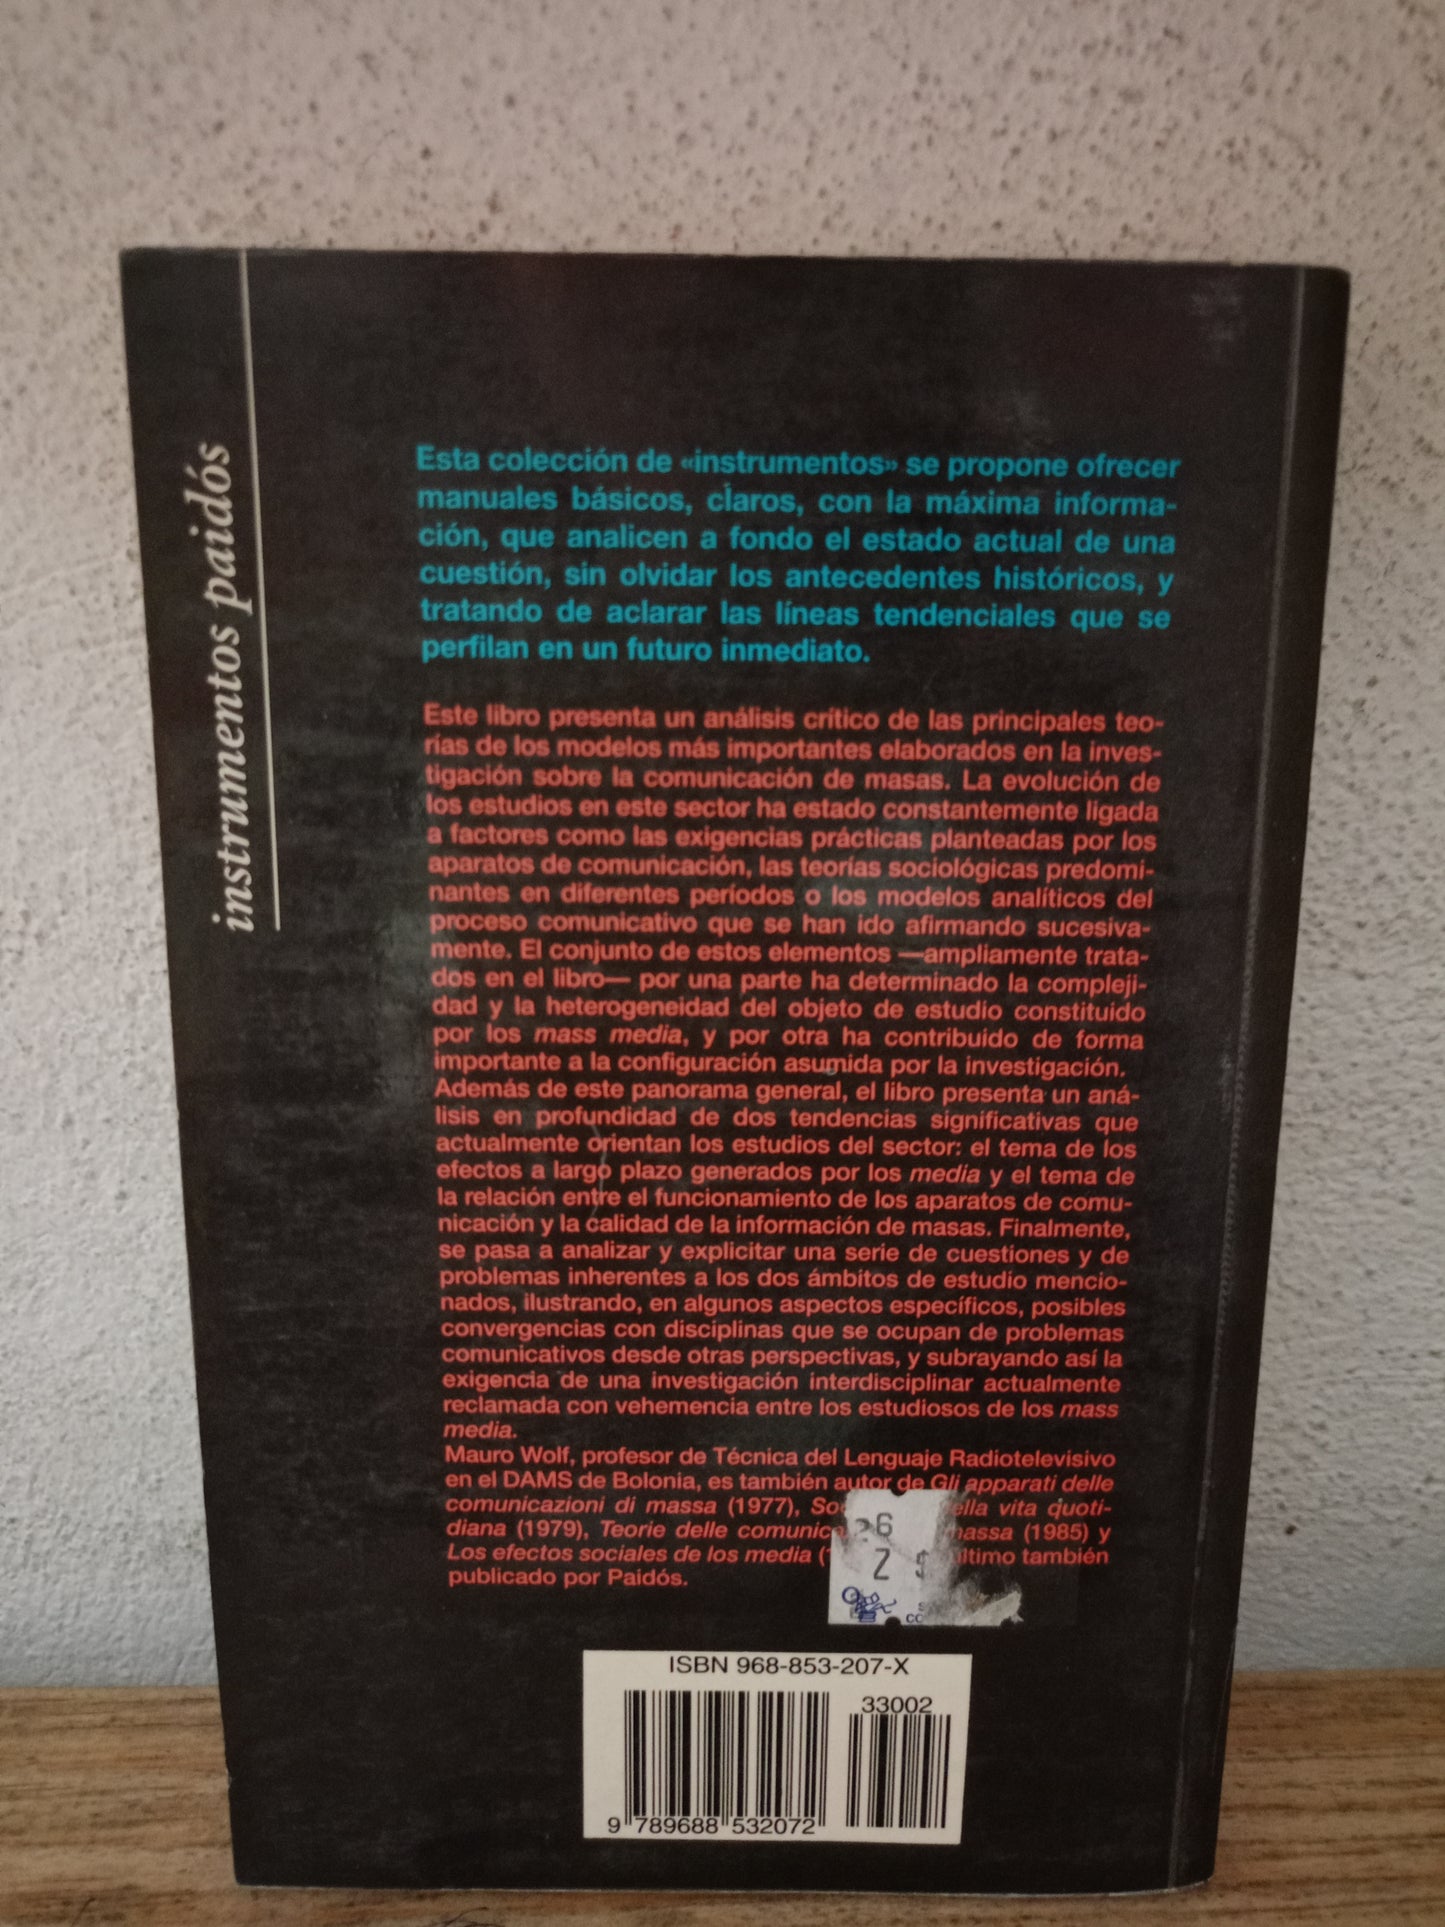 instrumentos paidós
Esta colección de «instrumentos» se propone ofrecer
manuales básicos, claros, con la máxima informa-
ción, que analicen a fondo el estado actual de una
cuestión, sin olvidar los antecedentes históricos, y
tratando de aclarar las líneas tendenciales que se
perfilan en un futuro inmediato.
Este libro presenta un análisis crítico de las principales teo-
rías de los modelos más importantes elaborados en la inves-
tigación sobre la comunicación de masas. La evolución de
los estudios en este sector ha estado constantemente ligada
a factores como las exigencias prácticas planteadas por los
aparatos de comunicación, las teorías sociológicas predomi-
nantes en diferentes períodos o los modelos analíticos del
proceso comunicativo que se han ido afirmando sucesiva-
mente. El conjunto de estos elementos —ampliamente trata-
dos en el libro— por una parte ha determinado la compleji-
dad y la heterogeneidad del objeto de estudio constituido
por los mass media, y por otra ha contribuido de forma
importante a la configuración asumida por la investigación.
Además de este panorama general, el libro presenta un aná-
lisis en profundidad de dos tendencias significativas que
actualmente orientan los estudios del sector: el tema de los
efectos a largo plazo generados por los media y el tema de
la relación entre el funcionamiento de los aparatos de comu-
nicación y la calidad de la información de masas. Finalmente,
se pasa a analizar y explicitar una serie de cuestiones y de
problemas inherentes a los dos ámbitos de estudio mencio-
nados, ilustrando, en algunos aspectos específicos, posibles
convergencias con disciplinas que se ocupan de problemas
comunicativos desde otras perspectivas, y subrayando así la
exigencia de una investigación interdisciplinar actualmente
reclamada con vehemencia entre los estudiosos de los mass
media.
Mauro Wolf, profesor de Técnica del Lenguaje Radiotelevisivo
en el DAMS de Bolonia, es también autor de Gli apparati delle
comunicazioni di massa (1977), vita quoti-
diana (1979), Teorie delle massa (1985) y
Los efectos sociales de los media también
publicado por Paidós.
ISBN 968-853-207-X
33002
9 789688 532072